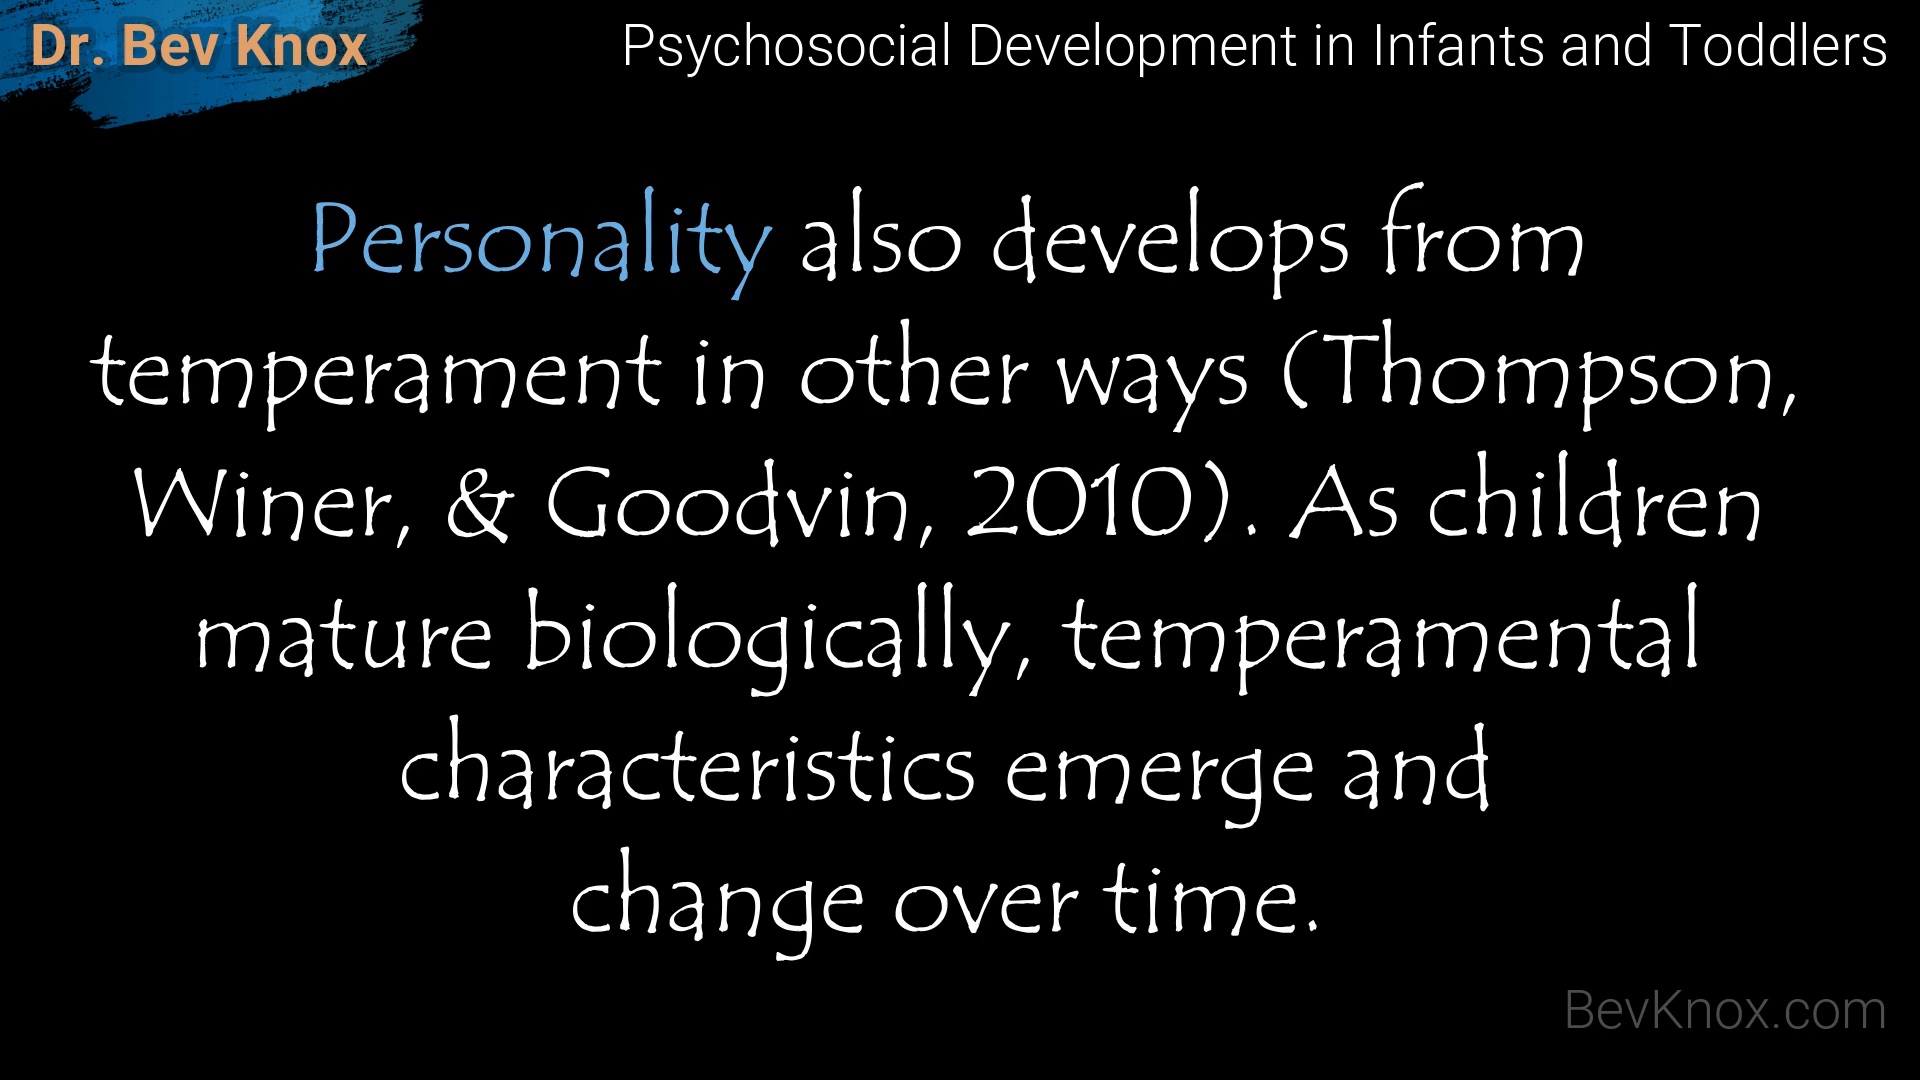 Dr. Bev Knox
Psychosocial Development in Infants and Toddlers
Personality also develops from
temperament in other ways (Thompson,
Winer, & Goodvin, 2010). As children
mature biologically, temperamental
characteristics emerge and
change over time.
BevKnox.com